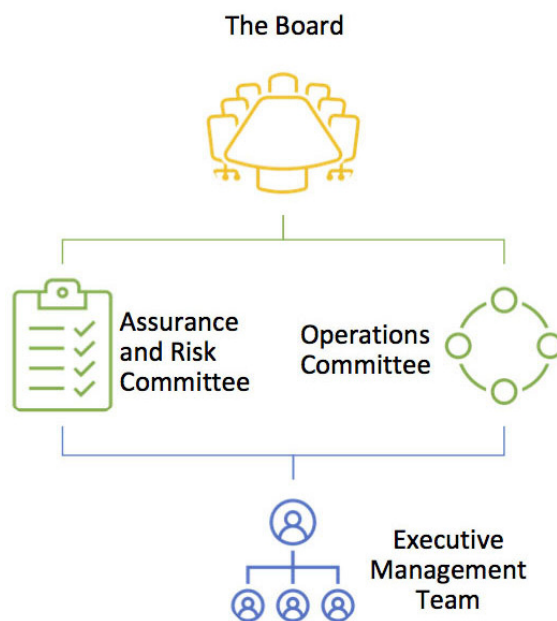 The Board
Assurance
and Risk
Committee
Operations
Committee
Executive
Management
Team